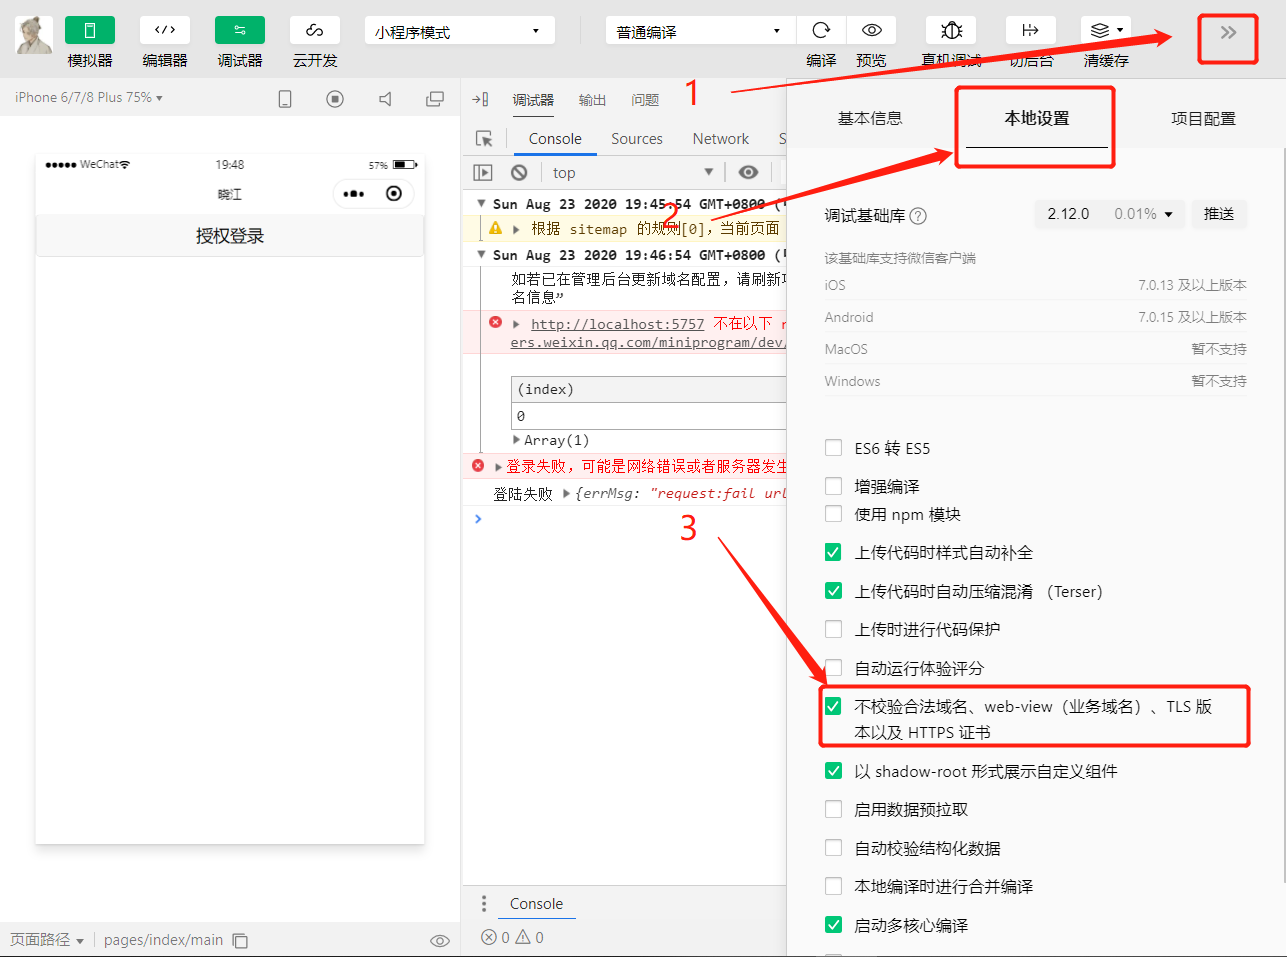 小程序模式
普通编译
模拟器
编辑器
调试器
云开发
编译
预览
真机调试
切后台
清缓存
iPhone 6/7/8 Plus 75%
WeChat
19:48
57%
晓江
授权登录
调试器
输出
问题
1
Console
Sources
Network
S
top
Sun Aug 23 2020 19:45:54 GMT+0800 (
根据 sitemap 的规则[0], 当前页面
2
Sun Aug 23 2020 19:46:54 GMT+0800 (
如若已在管理后台更新域名配置，请刷新项
名信息”
http://localhost:5757 不在以下 r
ers.weixin.qq.com/miniprogram/dev/
(index)
0
Array(1)
登录失败，可能是网络错误或者服务器发生
登陆失败 {errMsg: "request:fail url
3
Console
0 0
页面路径
pages/index/main
基本信息
本地设置
项目配置
调试基础库
2.12.0
0.01%
推送
该基础库支持微信客户端
iOS
7.0.13 及以上版本
Android
7.0.15 及以上版本
MacOS
暂不支持
Windows
暂不支持
ES6 转 ES5
增强编译
使用 npm 模块
上传代码时样式自动补全
上传代码时自动压缩混淆 （Terser）
上传时进行代码保护
自动运行体验评分
不校验合法域名、web-view（业务域名）、TLS 版
本以及 HTTPS 证书
以 shadow-root 形式展示自定义组件
启用数据预拉取
自动校验结构化数据
本地编译时进行合并编译
启动多核心编译